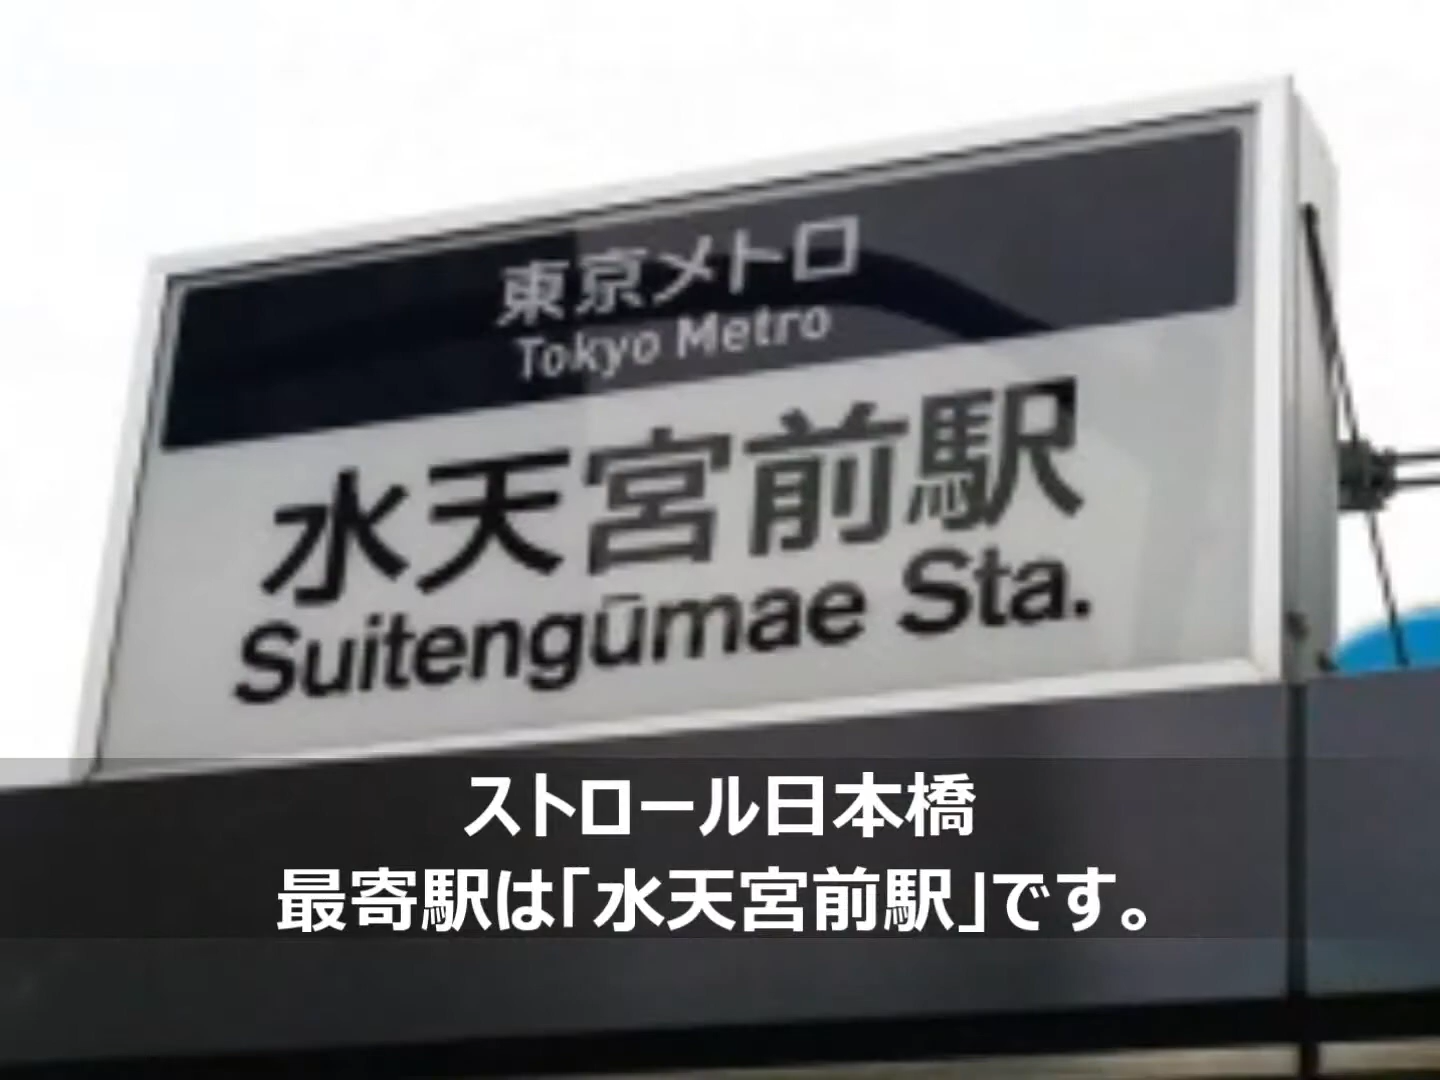 東京メトロ
Tokyo Metro
水天宮前駅
Suitengūmae Sta.
ストロール日本橋
最寄駅は「水天宮前駅」です。